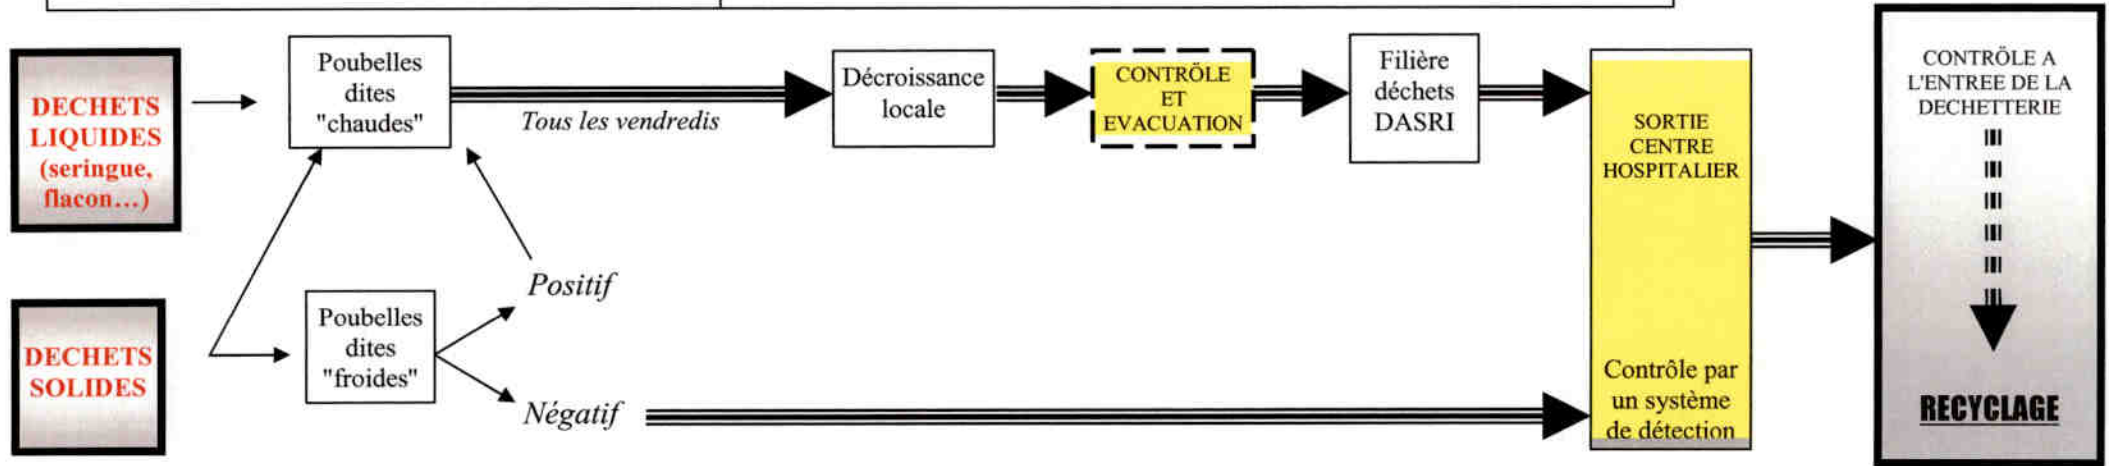 DECHETS
LIQUIDES
(seringue,
flacon...)
Poubelles
dites
"chaudes"
Tous les vendredis
Décroissance
locale
CONTRÔLE
ET
EVACUATION
Filière
déchets
DASRI
SORTIE
CENTRE
HOSPITALIER
Contrôle par
un système
de détection
CONTRÔLE A
L'ENTREE DE LA
DECHETTERIE
RECYCLAGE
DECHETS
SOLIDES
Poubelles
dites
"froides"
Positif
Négatif